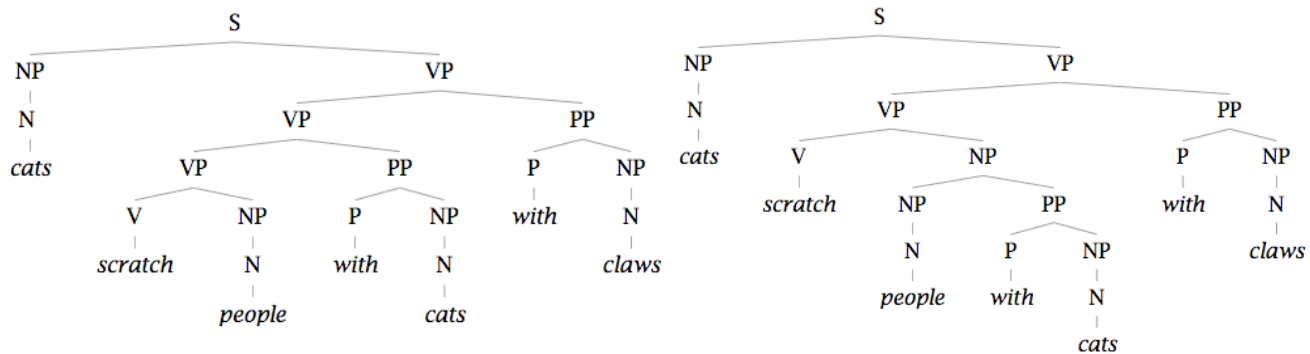 S
NP VP
N VP PP
cats VP PP P NP
V NP P NP with N
scratch N with N claws
people cats
S
NP VP
N VP PP
cats V NP P NP
scratch NP PP with N
N P NP claws
people with N
cats